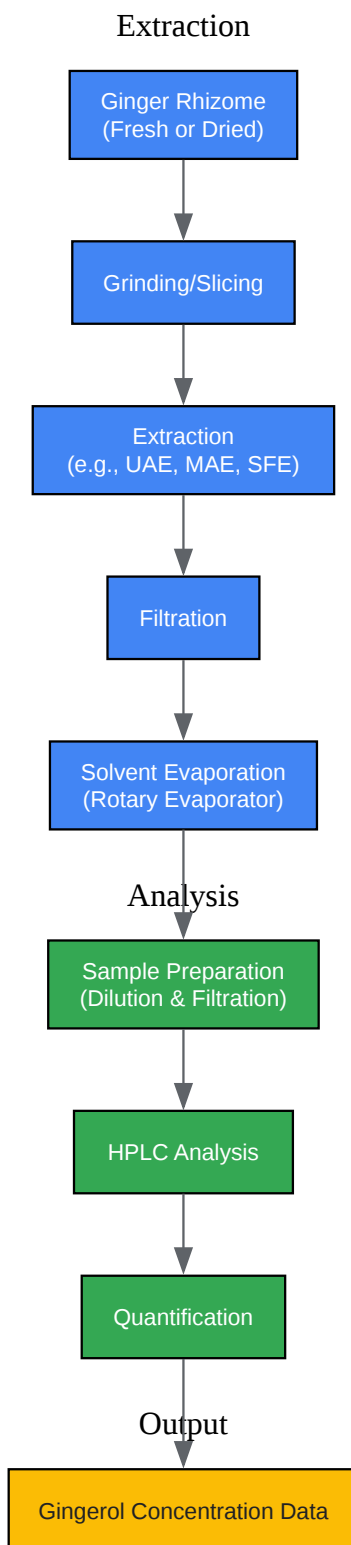 Extraction
Ginger Rhizome
(Fresh or Dried)
Grinding/Slicing
Extraction
(e.g., UAE, MAE, SFE)
Filtration
Solvent Evaporation
(Rotary Evaporator)
Analysis
Sample Preparation
(Dilution & Filtration)
HPLC Analysis
Quantification
Output
Gingerol Concentration Data